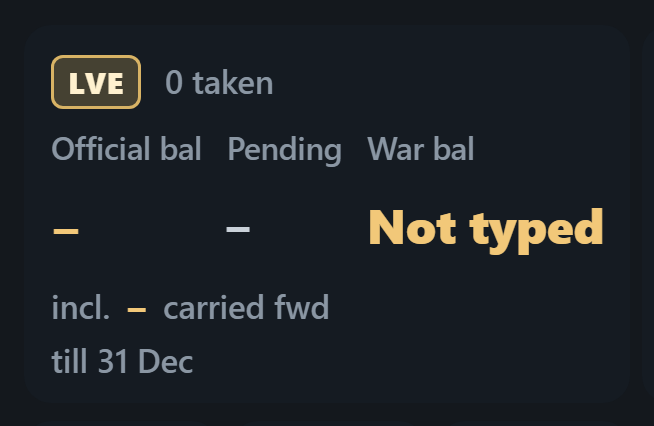 LVE 0 taken
Official bal Pending War bal
– – Not typed
incl. – carried fwd
till 31 Dec